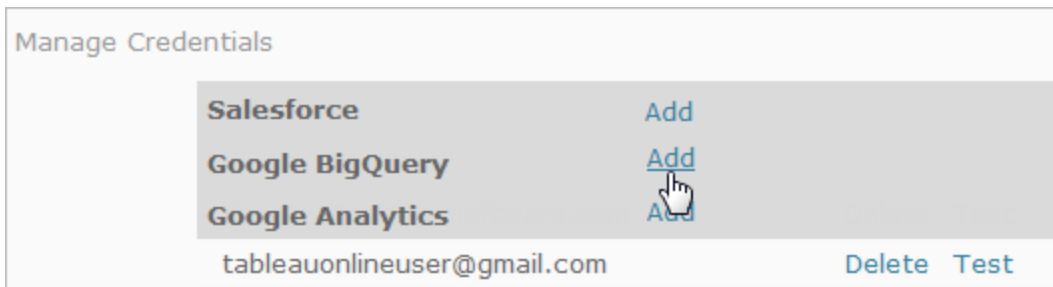 Manage Credentials
Salesforce Add
Google BigQuery Add
Google Analytics Add
tableauonlineuser@gmail.com Delete Test